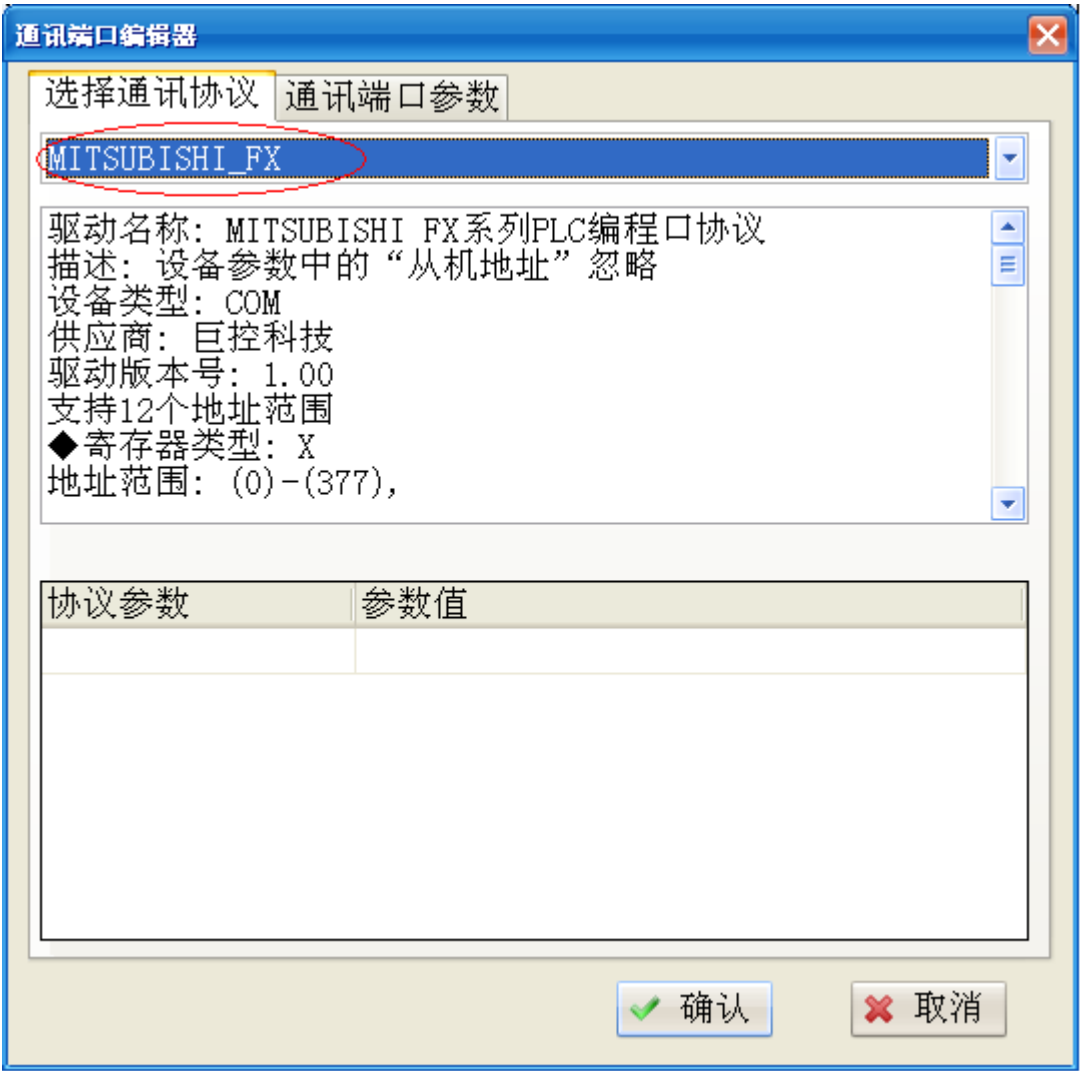 通讯端口编辑器
选择通讯协议 通讯端口参数
MITSUBISHI_FX
驱动名称: MITSUBISHI FX系列PLC编程口协议
描述: 设备参数中的“从机地址”忽略
设备类型: COM
供应商: 巨控科技
驱动版本号: 1.00
支持12个地址范围
◆寄存器类型: X
地址范围: (0)-(377),
协议参数 参数值
确认 取消